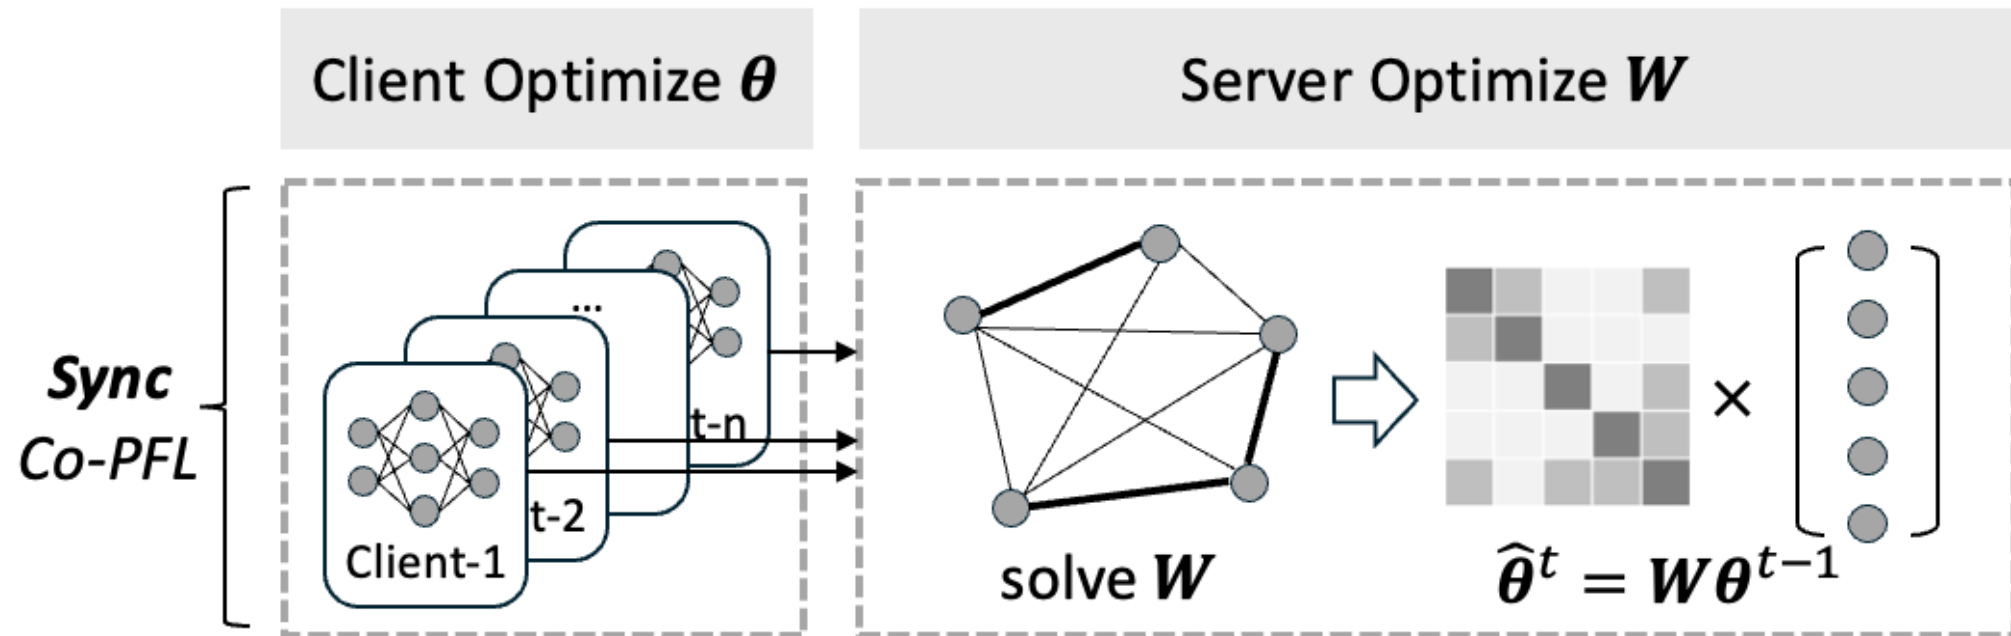 Client Optimize θ
Server Optimize W
Sync
Co-PFL
...
t-n
t-2
Client-1
solve W
×
θ̂ᵗ = Wθᵗ⁻¹